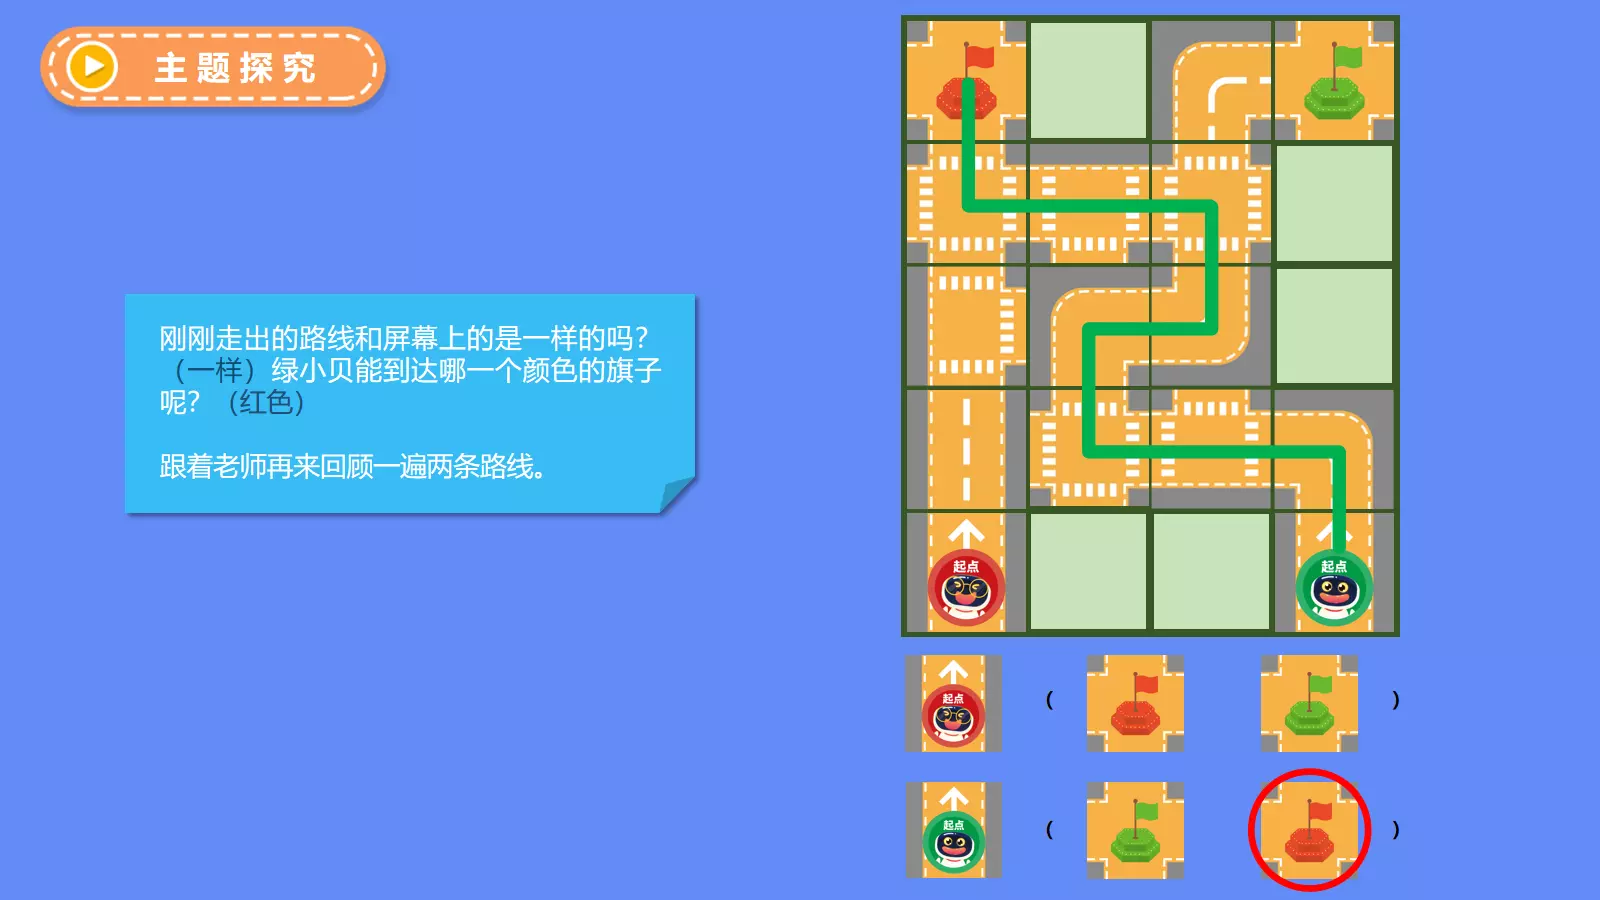 主题探究
刚刚走出的路线和屏幕上的是一样的吗？
（一样）绿小贝能到达哪一个颜色的旗子
呢？（红色）
跟着老师再来回顾一遍两条路线。
起点
起点
起点
(
)
起点
(
)